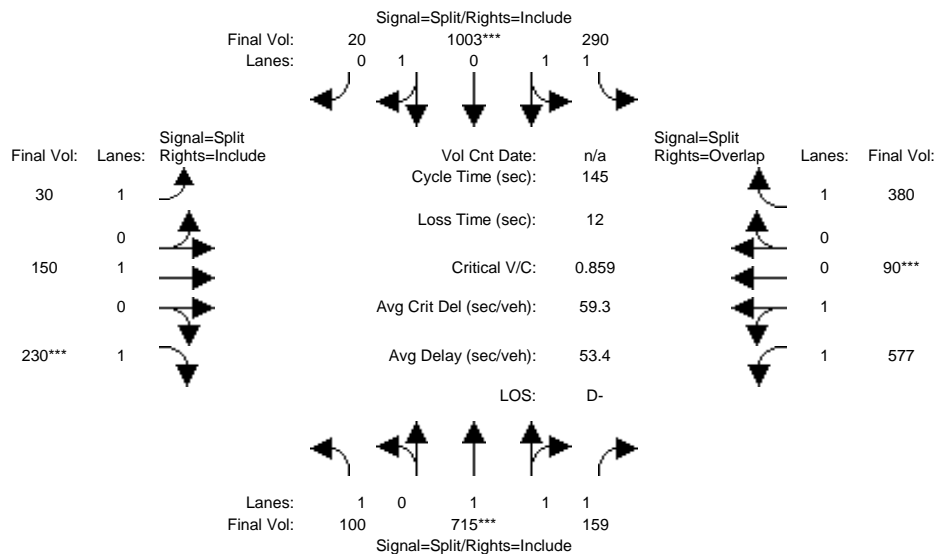 Signal=Split/Rights=Include
Final Vol: 20 1003*** 290
Lanes: 0 1 0 1 1
Signal=Split
Final Vol: Lanes: Rights=Include
Vol Cnt Date: n/a
Signal=Split
Rights=Overlap Lanes: Final Vol:
Cycle Time (sec): 145
30 1
1 380
Loss Time (sec): 12
0
0
150 1
Critical V/C: 0.859
0 90***
0
Avg Crit Del (sec/veh): 59.3
1
230*** 1
Avg Delay (sec/veh): 53.4
1 577
LOS: D-
Lanes: 1 0 1 1 1
Final Vol: 100 715*** 159
Signal=Split/Rights=Include